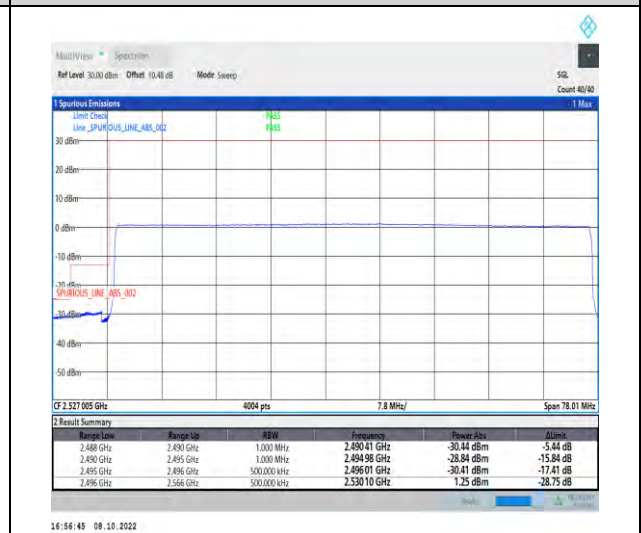 MultiView Spectrum
Ref Level 30.00 dBm Offset 10.48 dB Mode Sweep SGL
Count 40/40
1 Spurious Emissions 1 Max
Limit Check PASS
Line _SPURIOUS_LINE_ABS_002 PASS
30 dBm
20 dBm
10 dBm
0 dBm
-10 dBm
-20 dBm
SPURIOUS_LINE_ABS_002
-30 dBm
-40 dBm
-50 dBm
CF 2.527 005 GHz 4004 pts 7.8 MHz/ Span 78.01 MHz
2 Result Summary
Range Low Range Up RBW Frequency Power Abs ΔLimit
2.488 GHz 2.490 GHz 1.000 MHz 2.490 41 GHz -30.44 dBm -5.44 dB
2.490 GHz 2.495 GHz 1.000 MHz 2.494 98 GHz -28.84 dBm -15.84 dB
2.495 GHz 2.496 GHz 500.000 kHz 2.496 01 GHz -30.41 dBm -17.41 dB
2.496 GHz 2.566 GHz 500.000 kHz 2.530 10 GHz 1.25 dBm -28.75 dB
16:56:45 08.10.2022